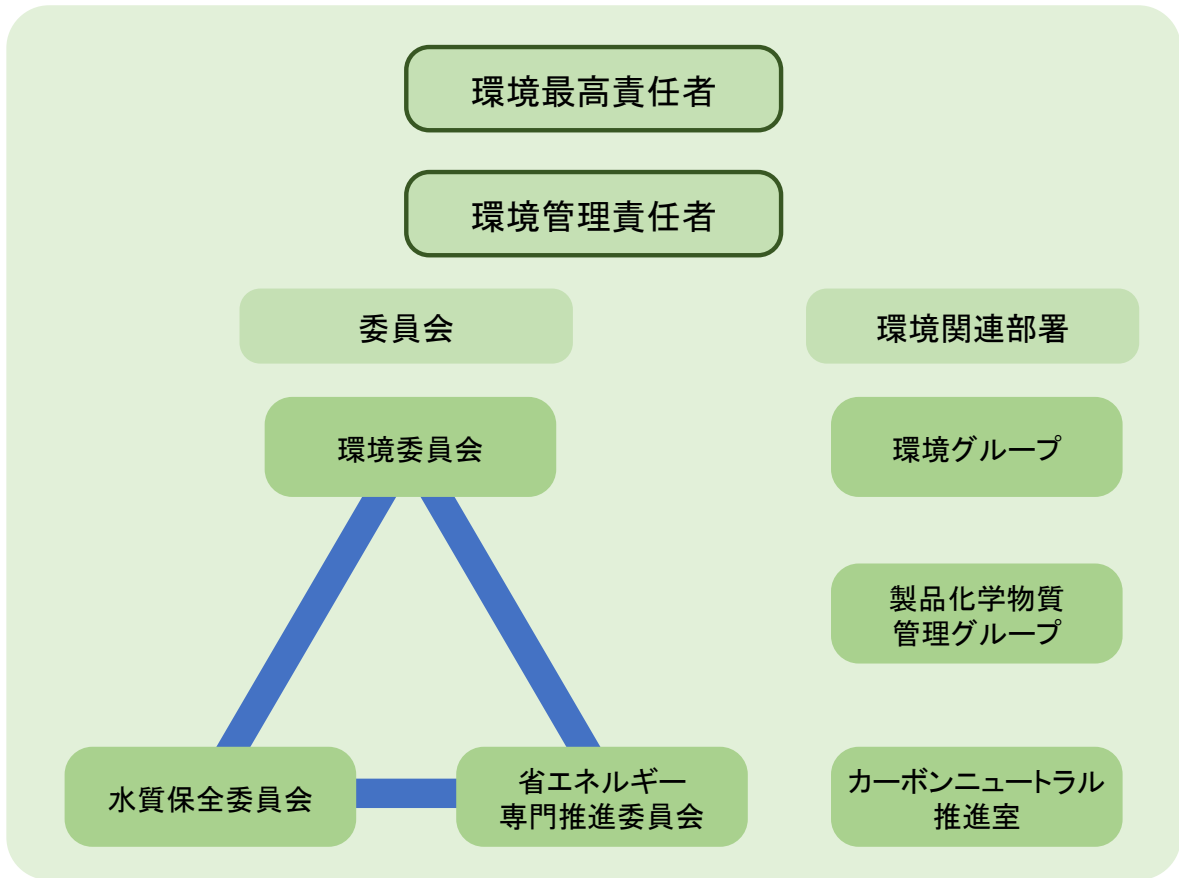 環境最高責任者
環境管理責任者
委員会
環境関連部署
環境委員会
環境グループ
製品化学物質
管理グループ
水質保全委員会
省エネルギー
専門推進委員会
カーボンニュートラル
推進室